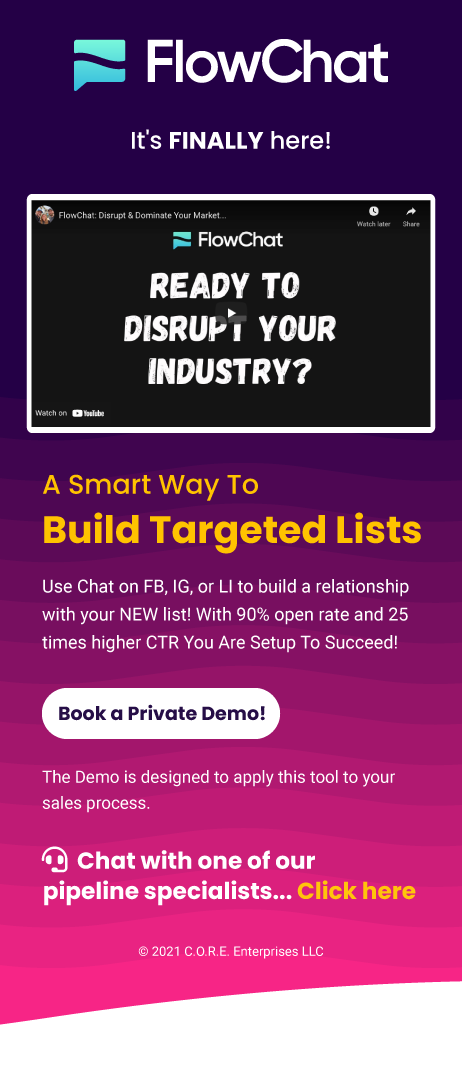 FlowChat
It's FINALLY here!
FlowChat: Disrupt & Dominate Your Market...
Watch later
Share
FlowChat
READY TO
DISRUPT YOUR
INDUSTRY?
Watch on YouTube
A Smart Way To
Build Targeted Lists
Use Chat on FB, IG, or LI to build a relationship
with your NEW list! With 90% open rate and 25
times higher CTR You Are Setup To Succeed!
Book a Private Demo!
The Demo is designed to apply this tool to your
sales process.
Chat with one of our
pipeline specialists... Click here
© 2021 C.O.R.E. Enterprises LLC